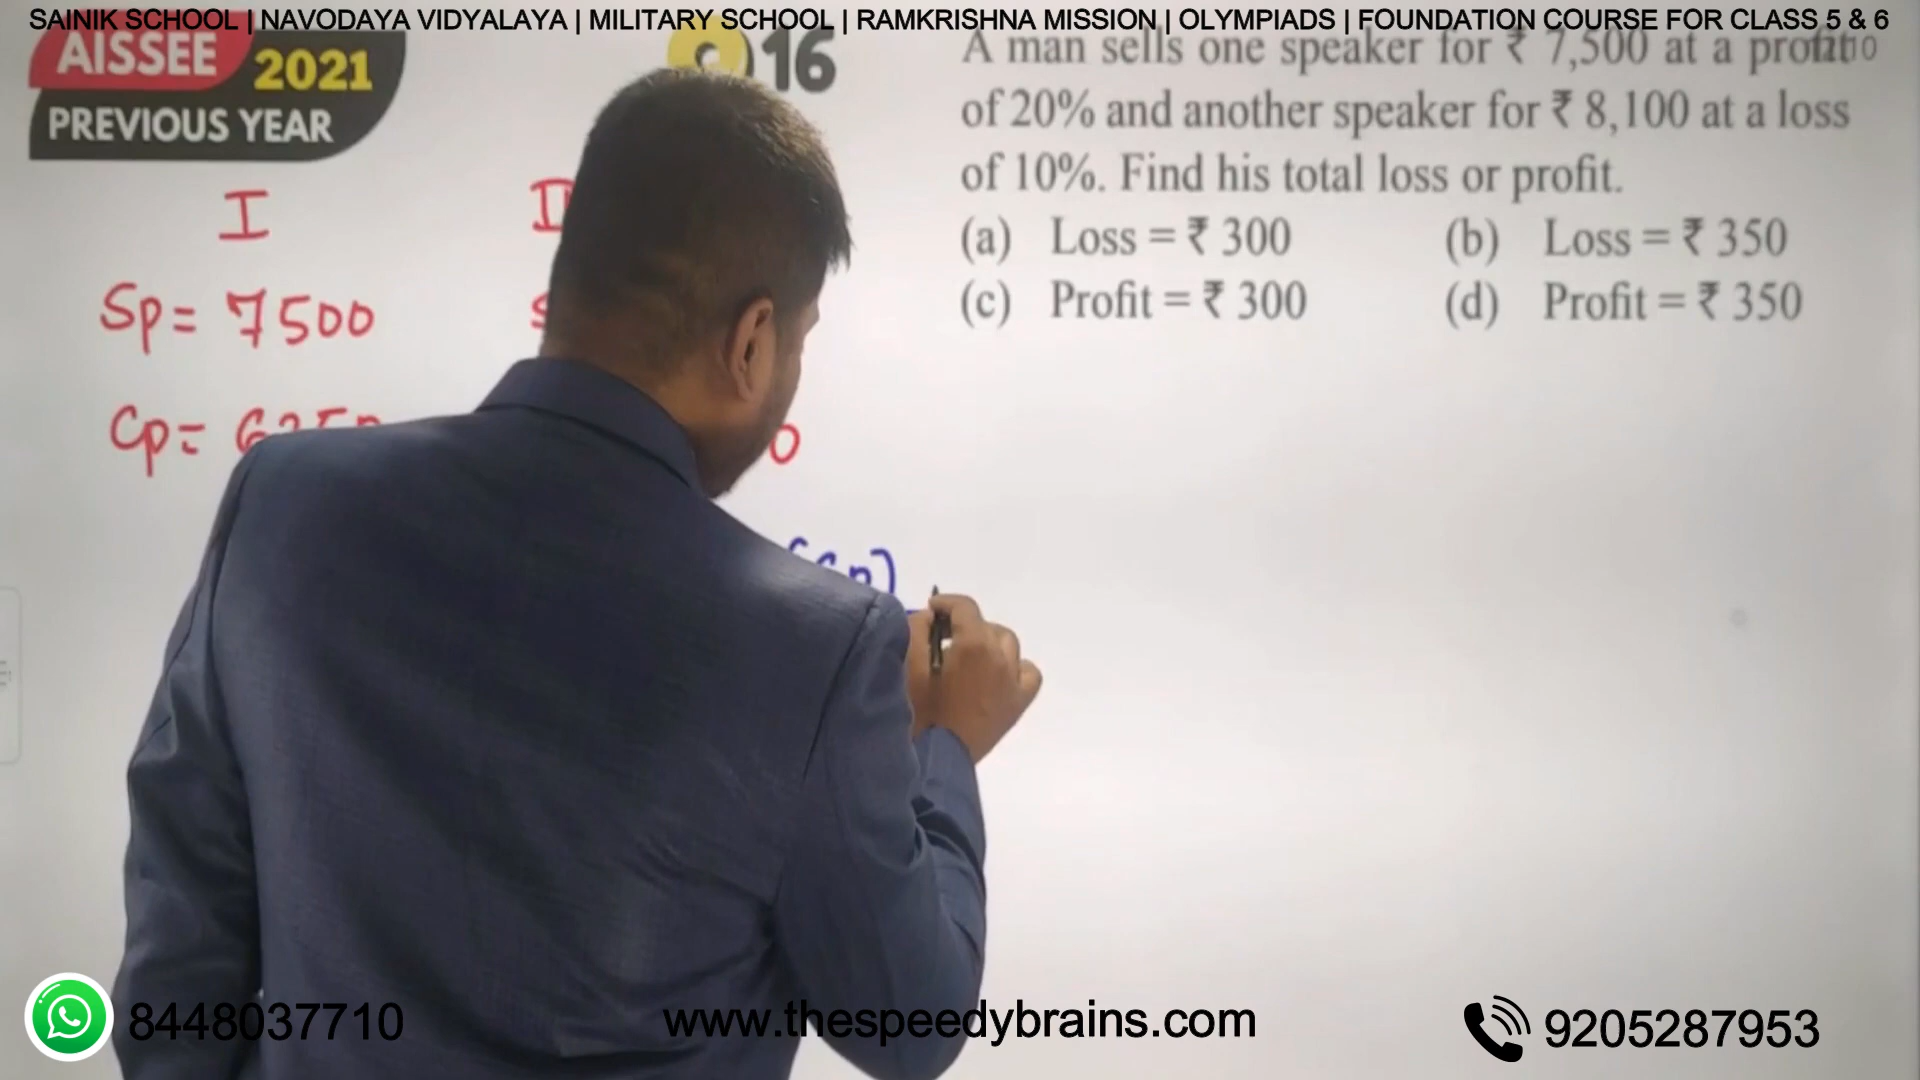 SAINIK SCHOOL | NAVODAYA VIDYALAYA | MILITARY SCHOOL | RAMKRISHNA MISSION | OLYMPIADS | FOUNDATION COURSE FOR CLASS 5 & 6
AISSEE 2021
PREVIOUS YEAR
16
A man sells one speaker for ₹ 7,500 at a profit
of 20% and another speaker for ₹ 8,100 at a loss
of 10%. Find his total loss or profit.
(a) Loss = ₹ 300 (b) Loss = ₹ 350
(c) Profit = ₹ 300 (d) Profit = ₹ 350
I
Sp= 7500
Cp= 6250
8448037710 www.thespeedybrains.com 9205287953